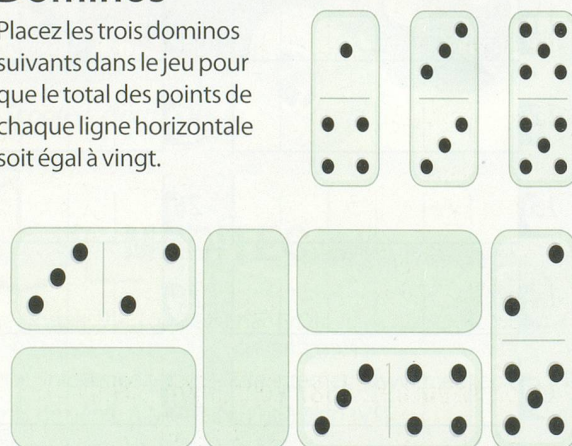 Placez les trois dominos
suivants dans le jeu pour
que le total des points de
chaque ligne horizontale
soit égal à vingt.